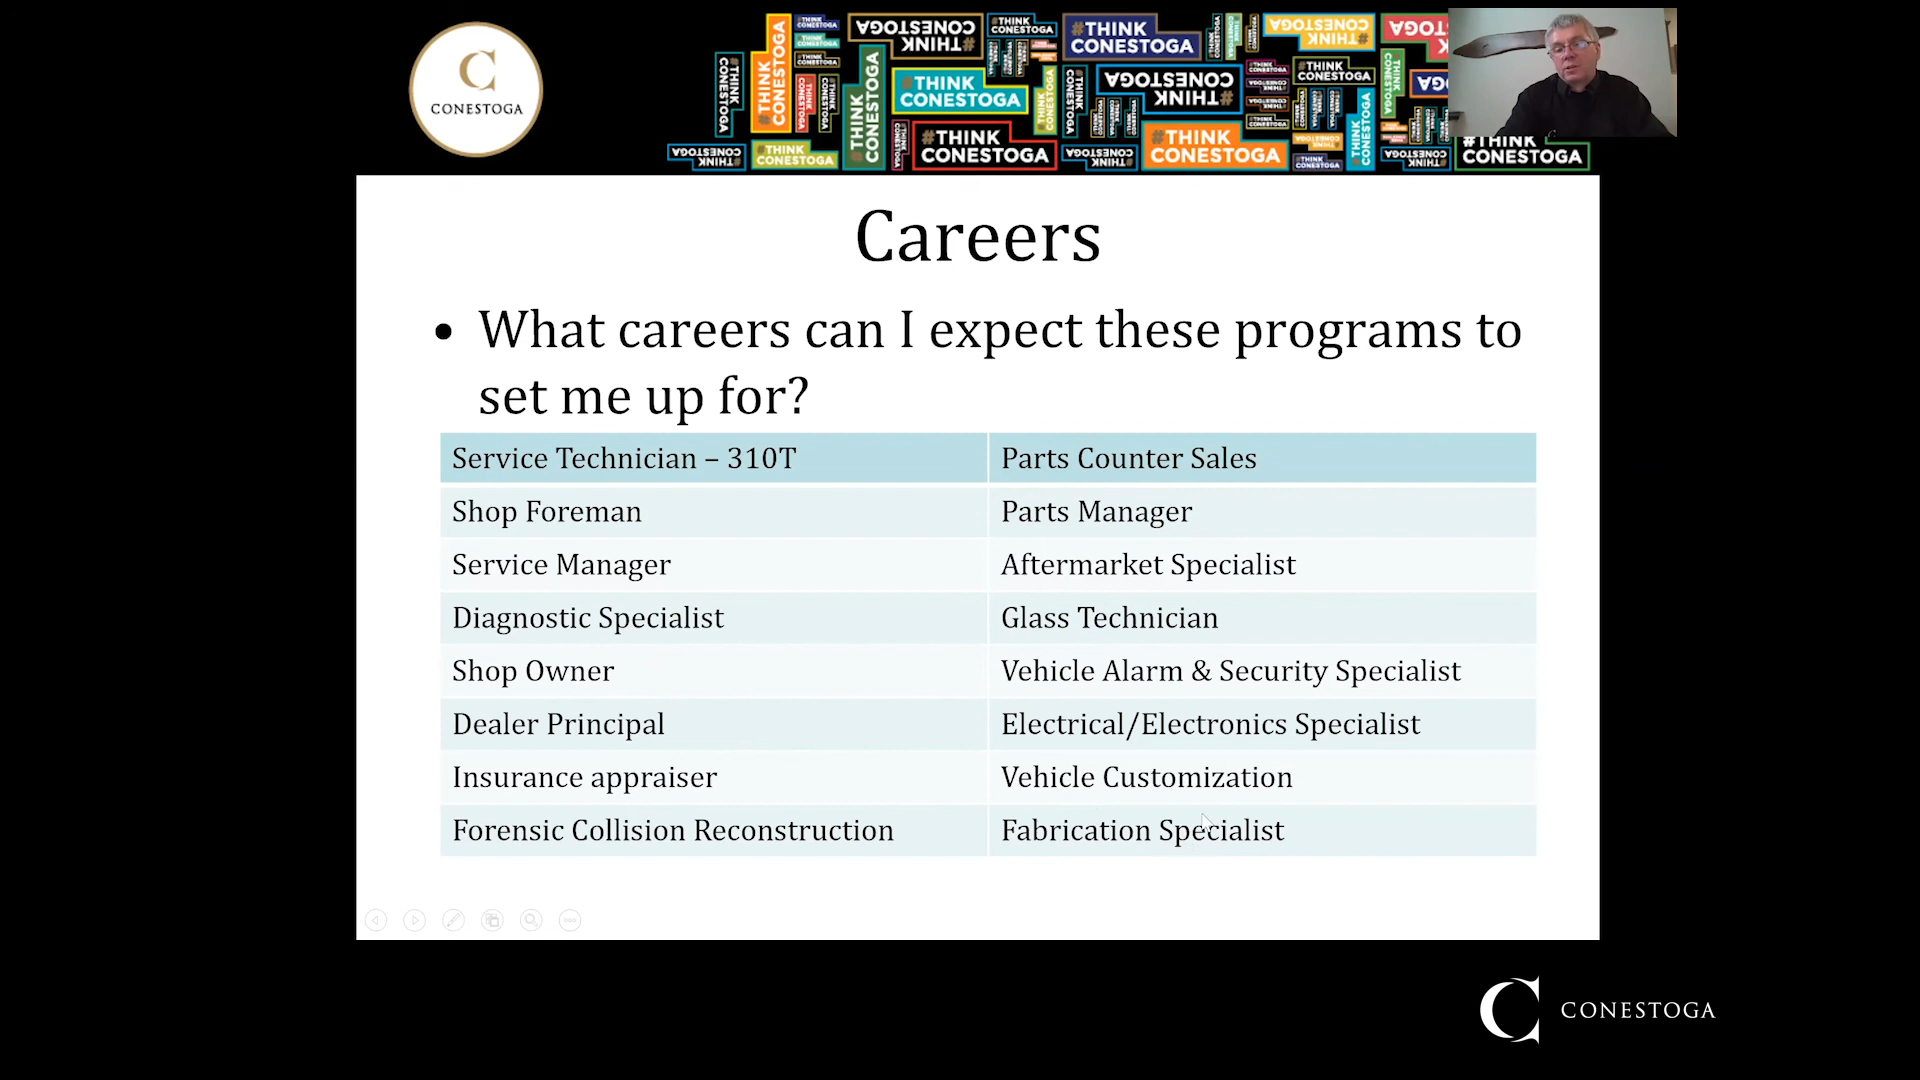 CONESTOGA
#THINK CONESTOGA
Careers
• What careers can I expect these programs to
set me up for?
Service Technician – 310T
Parts Counter Sales
Shop Foreman
Parts Manager
Service Manager
Aftermarket Specialist
Diagnostic Specialist
Glass Technician
Shop Owner
Vehicle Alarm & Security Specialist
Dealer Principal
Electrical/Electronics Specialist
Insurance appraiser
Vehicle Customization
Forensic Collision Reconstruction
Fabrication Specialist
CONESTOGA